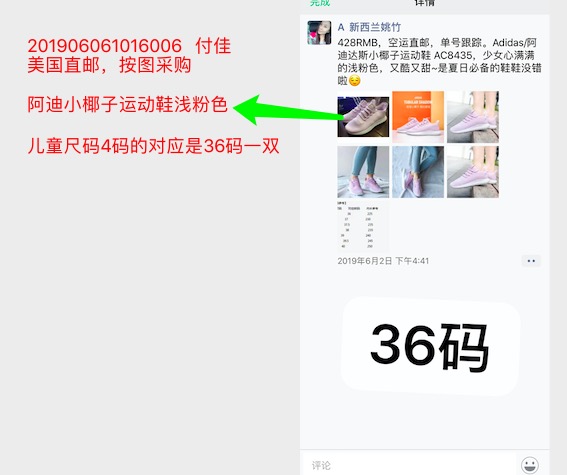 201906061016006 付佳
美国直邮，按图采购
阿迪小椰子运动鞋浅粉色
儿童尺码4码的对应是36码一双
完成
详情
A 新西兰姚竹
428RMB，空运直邮，单号跟踪。Adidas/阿
迪达斯小椰子运动鞋 AC8435，少女心满满
的浅粉色，又酷又甜~是夏日必备的鞋鞋没错
啦
2019年6月2日 下午4:41
36码
评论